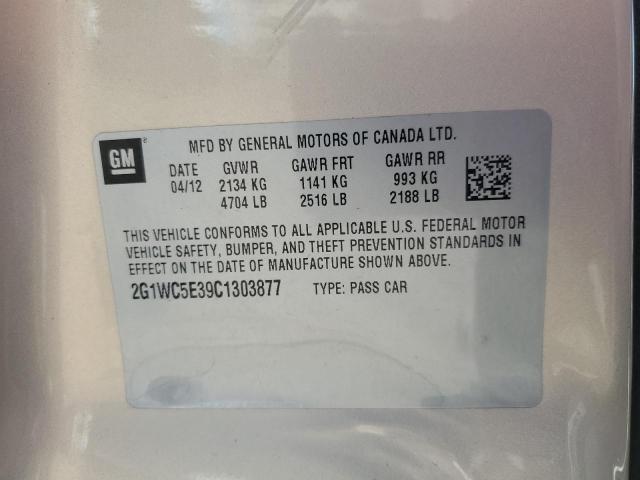 GM ®
MFD BY GENERAL MOTORS OF CANADA LTD.
DATE GVWR GAWR FRT GAWR RR
04/12 2134 KG 1141 KG 993 KG
4704 LB 2516 LB 2188 LB
THIS VEHICLE CONFORMS TO ALL APPLICABLE U.S. FEDERAL MOTOR
VEHICLE SAFETY, BUMPER, AND THEFT PREVENTION STANDARDS IN
EFFECT ON THE DATE OF MANUFACTURE SHOWN ABOVE.
2G1WC5E39C1303877 TYPE: PASS CAR